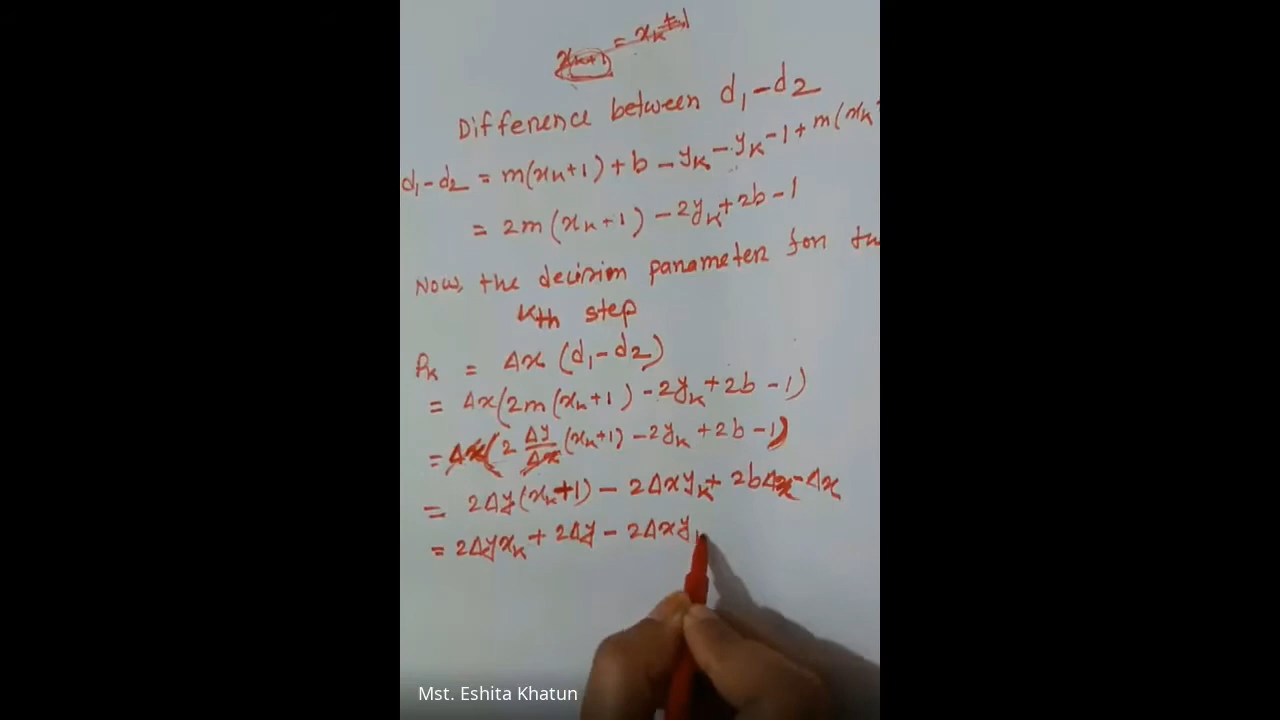 xk+1 = xk+1
Difference between d1-d2
d1-d2 = m(xk+1) + b - yk - yk - 1 + m(xk
= 2m(xk+1) - 2yk + 2b - 1
Now, the decision parameter for
kth step
Pk = Δx (d1-d2)
= Δx(2m(xk+1) - 2yk + 2b - 1)
= Δx(2 Δy/Δx (xk+1) - 2yk + 2b - 1)
= 2Δy(xk+1) - 2Δxyk + 2bΔx - Δx
= 2Δyxk + 2Δy - 2Δxyk
Mst. Eshita Khatun